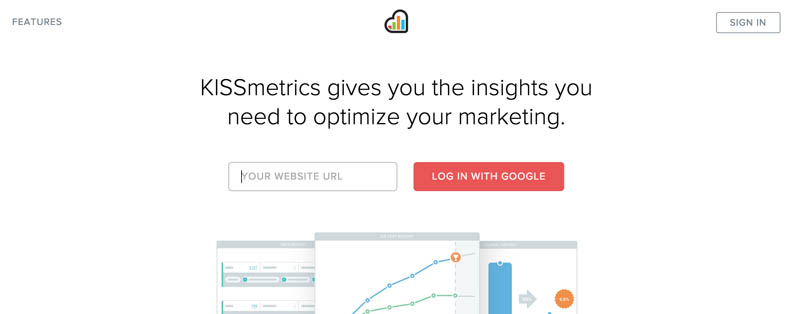 FEATURES
SIGN IN
KISSmetrics gives you the insights you
need to optimize your marketing.
YOUR WEBSITE URL
LOG IN WITH GOOGLE